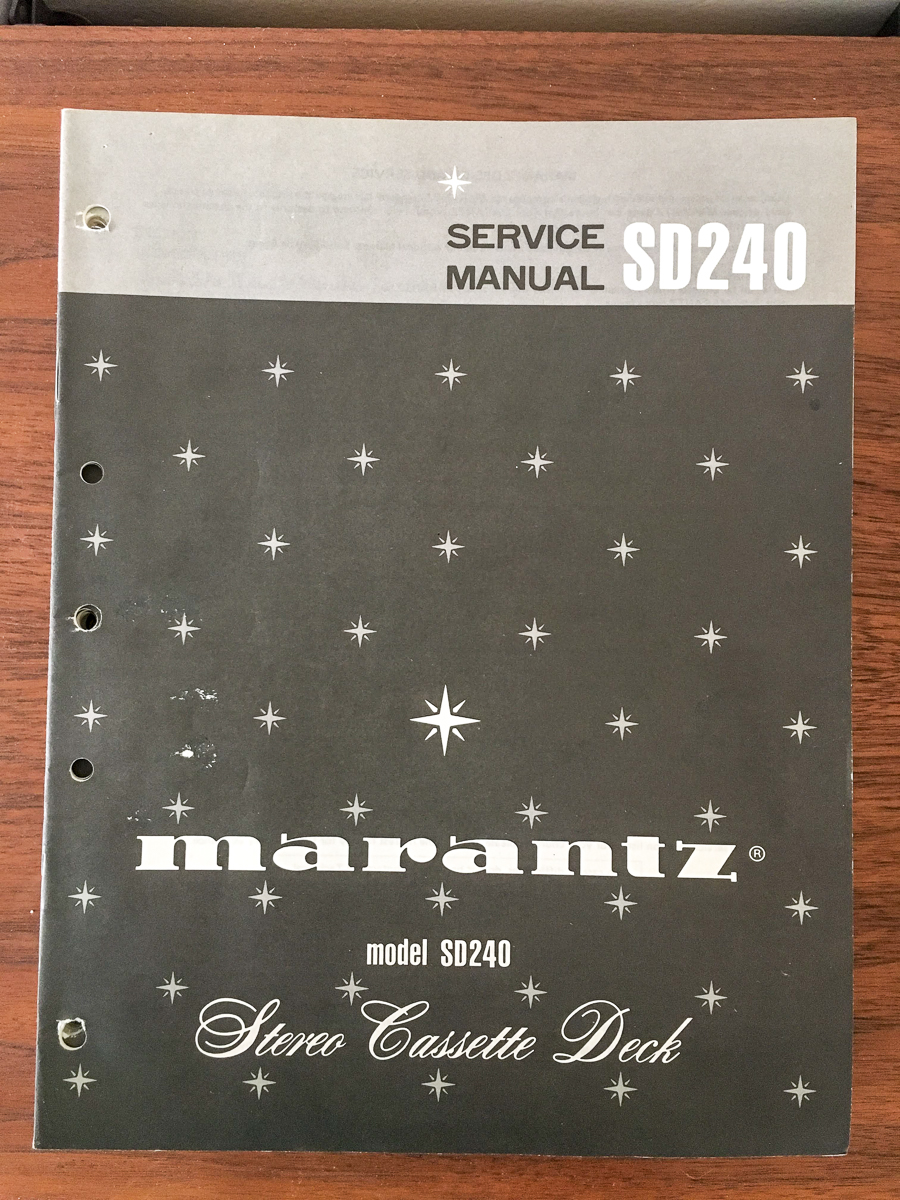 SERVICE
MANUAL SD240
marantz®
model SD240
Stereo Cassette Deck